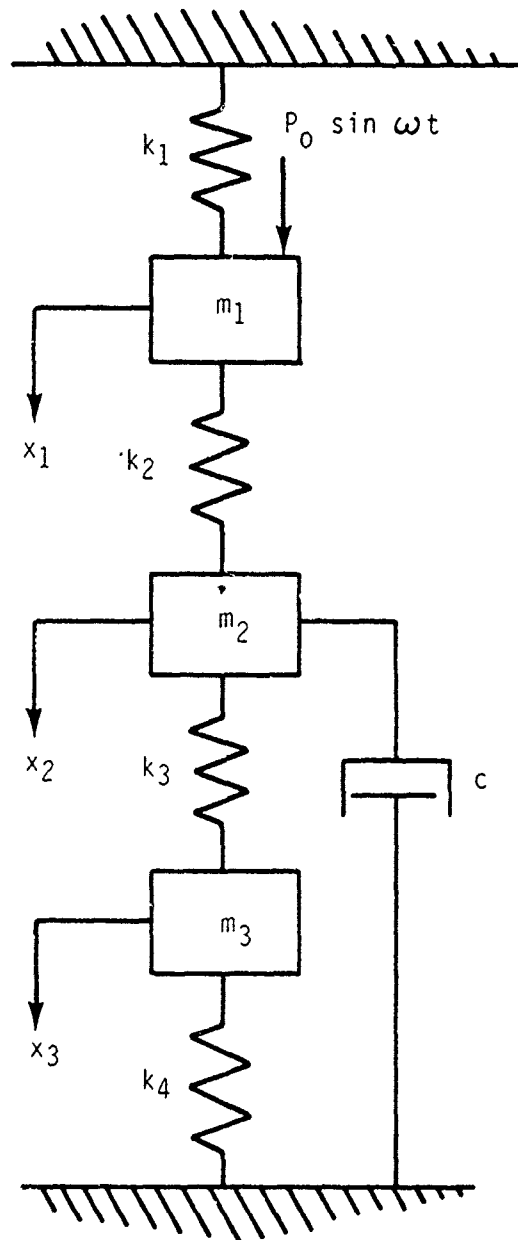 P₀ sin ωt
k₁
m₁
x₁
k₂
m₂
x₂
k₃
c
m₃
x₃
k₄